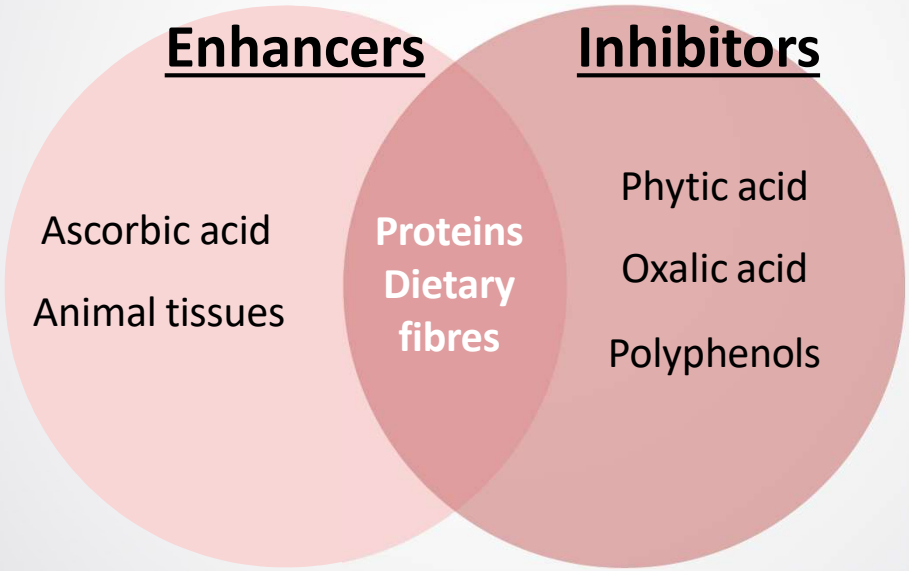 Enhancers
Inhibitors
Ascorbic acid
Animal tissues
Proteins
Dietary
fibres
Phytic acid
Oxalic acid
Polyphenols